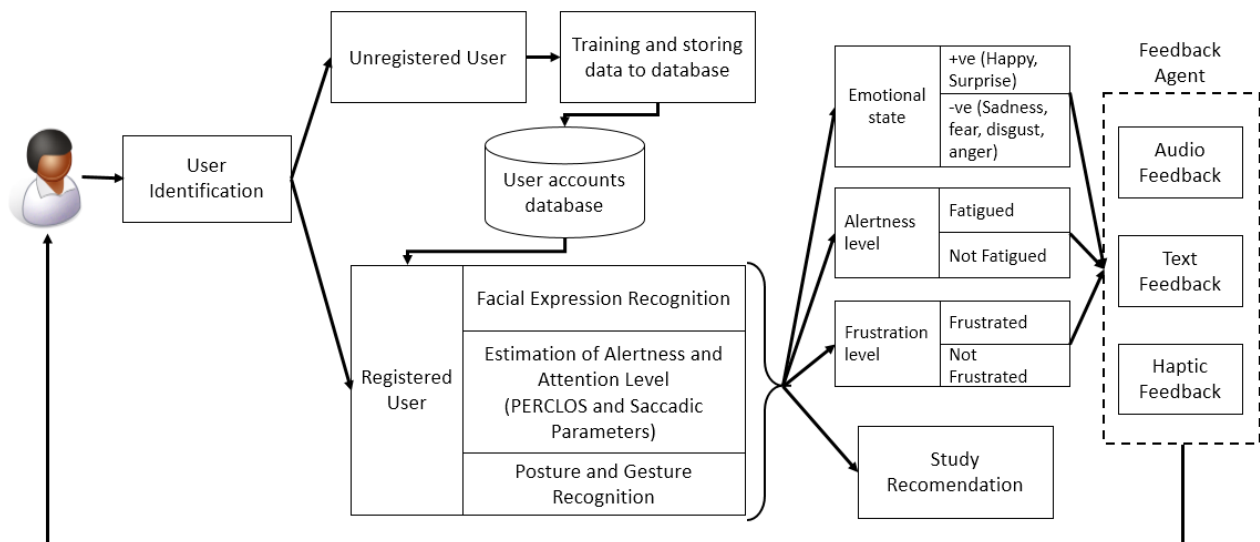 User
Identification
Unregistered User
Training and storing
data to database
User accounts
database
Registered
User
Facial Expression Recognition
Estimation of Alertness and
Attention Level
(PERCLOS and Saccadic
Parameters)
Posture and Gesture
Recognition
Emotional
state
+ve (Happy,
Surprise)
-ve (Sadness,
fear, disgust,
anger)
Alertness
level
Fatigued
Not Fatigued
Frustration
level
Frustrated
Not
Frustrated
Study
Recomendation
Feedback
Agent
Audio
Feedback
Text
Feedback
Haptic
Feedback